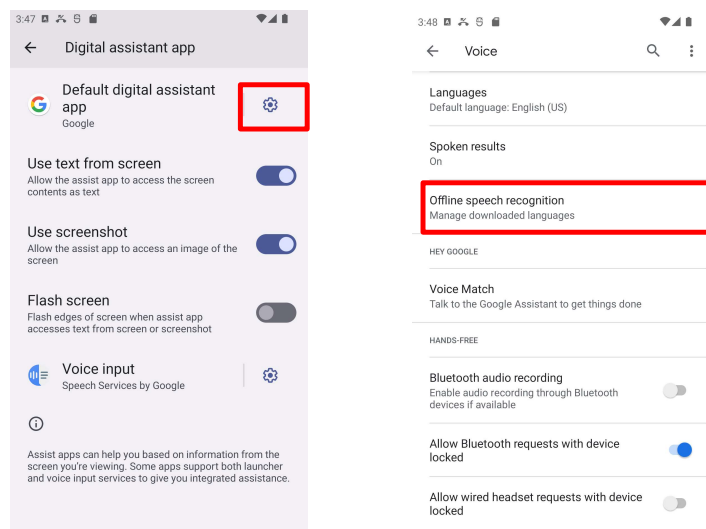 3:47
Digital assistant app
Default digital assistant
app
Google
Use text from screen
Allow the assist app to access the screen
contents as text
Use screenshot
Allow the assist app to access an image of the
screen
Flash screen
Flash edges of screen when assist app
accesses text from screen or screenshot
Voice input
Speech Services by Google
Assist apps can help you based on information from the
screen you're viewing. Some apps support both launcher
and voice input services to give you integrated assistance.
3:48
Voice
Languages
Default language: English (US)
Spoken results
On
Offline speech recognition
Manage downloaded languages
HEY GOOGLE
Voice Match
Talk to the Google Assistant to get things done
HANDS-FREE
Bluetooth audio recording
Enable audio recording through Bluetooth
devices if available
Allow Bluetooth requests with device
locked
Allow wired headset requests with device
locked